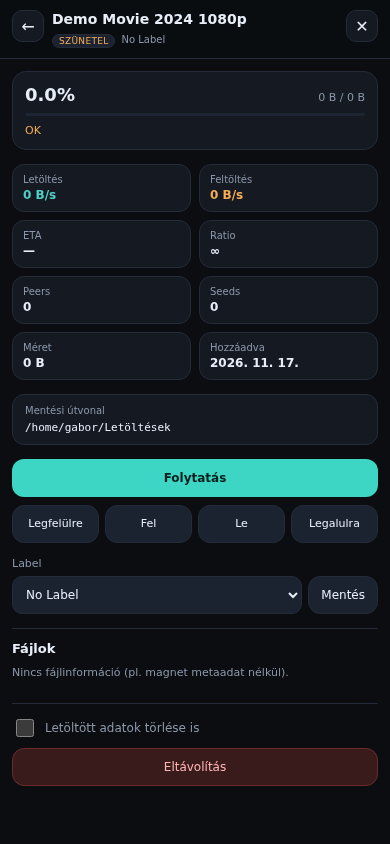 ←
Demo Movie 2024 1080p
SZÜNETEL No Label
✕
0.0% 0 B / 0 B
OK
Letöltés
0 B/s
Feltöltés
0 B/s
ETA
—
Ratio
∞
Peers
0
Seeds
0
Méret
0 B
Hozzáadva
2026. 11. 17.
Mentési útvonal
/home/gabor/Letöltések
Folytatás
Legfelülre Fel Le Legalulra
Label
No Label Mentés
Fájlok
Nincs fájlinformáció (pl. magnet metaadat nélkül).
Letöltött adatok törlése is
Eltávolítás